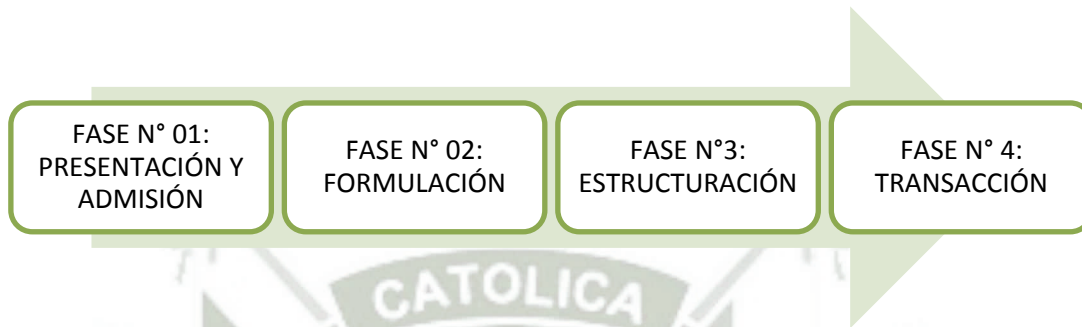 FASE N° 01:
PRESENTACIÓN Y
ADMISIÓN
FASE N° 02:
FORMULACIÓN
FASE N°3:
ESTRUCTURACIÓN
FASE N° 4:
TRANSACCIÓN
CATOLICA